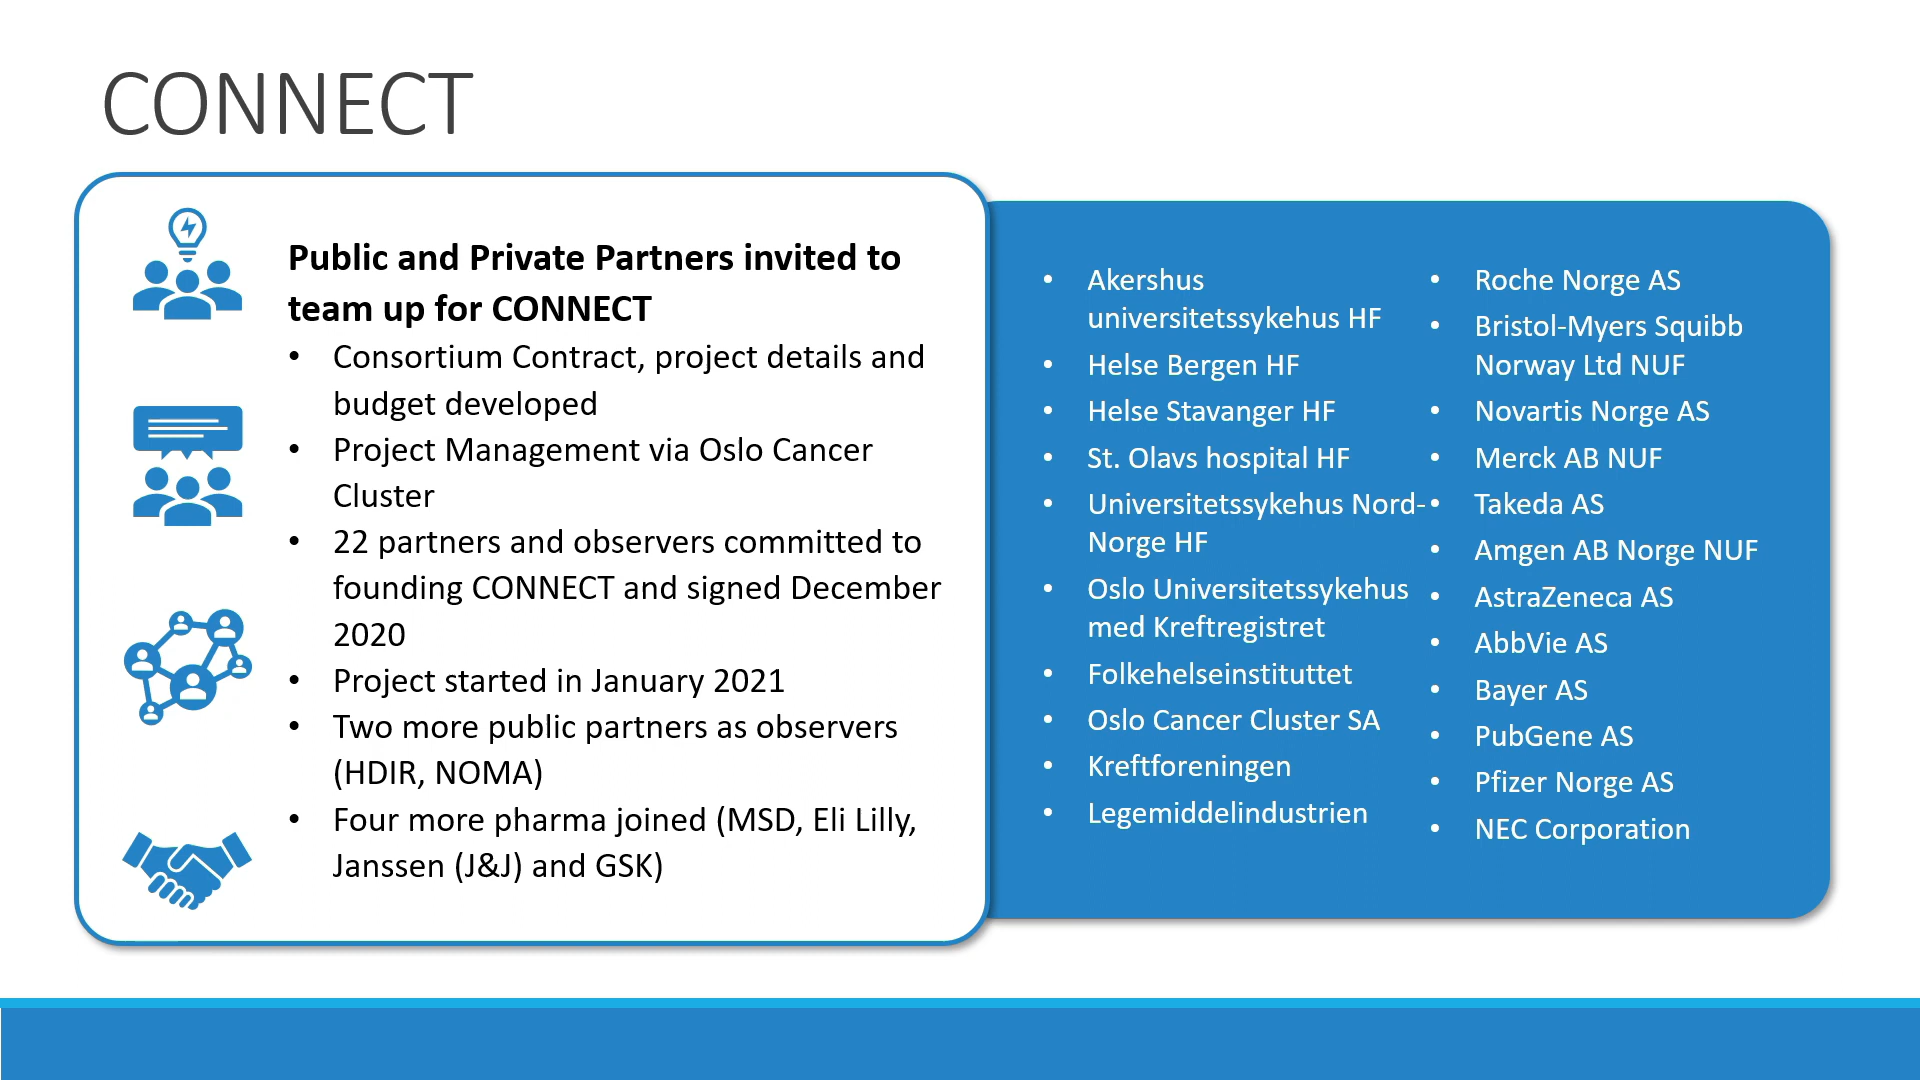 CONNECT
Public and Private Partners invited to
team up for CONNECT
• Consortium Contract, project details and
budget developed
• Project Management via Oslo Cancer
Cluster
• 22 partners and observers committed to
founding CONNECT and signed December
2020
• Project started in January 2021
• Two more public partners as observers
(HDIR, NOMA)
• Four more pharma joined (MSD, Eli Lilly,
Janssen (J&J) and GSK)
• Akershus
universitetssykehus HF
• Helse Bergen HF
• Helse Stavanger HF
• St. Olavs hospital HF
• Universitetssykehus Nord-
Norge HF
• Oslo Universitetssykehus
med Kreftregistret
• Folkehelseinstituttet
• Oslo Cancer Cluster SA
• Kreftforeningen
• Legemiddelindustrien
• Roche Norge AS
• Bristol-Myers Squibb
Norway Ltd NUF
• Novartis Norge AS
• Merck AB NUF
• Takeda AS
• Amgen AB Norge NUF
• AstraZeneca AS
• AbbVie AS
• Bayer AS
• PubGene AS
• Pfizer Norge AS
• NEC Corporation